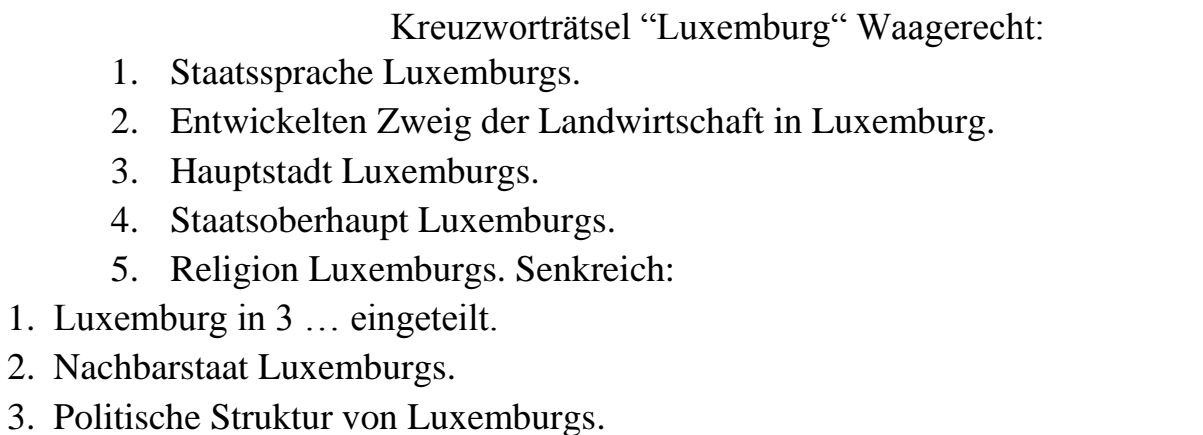 Kreuzworträtsel “Luxemburg“ Waagerecht:
1. Staatssprache Luxemburgs.
2. Entwickelten Zweig der Landwirtschaft in Luxemburg.
3. Hauptstadt Luxemburgs.
4. Staatsoberhaupt Luxemburgs.
5. Religion Luxemburgs. Senkreich:
1. Luxemburg in 3 … eingeteilt.
2. Nachbarstaat Luxemburgs.
3. Politische Struktur von Luxemburgs.